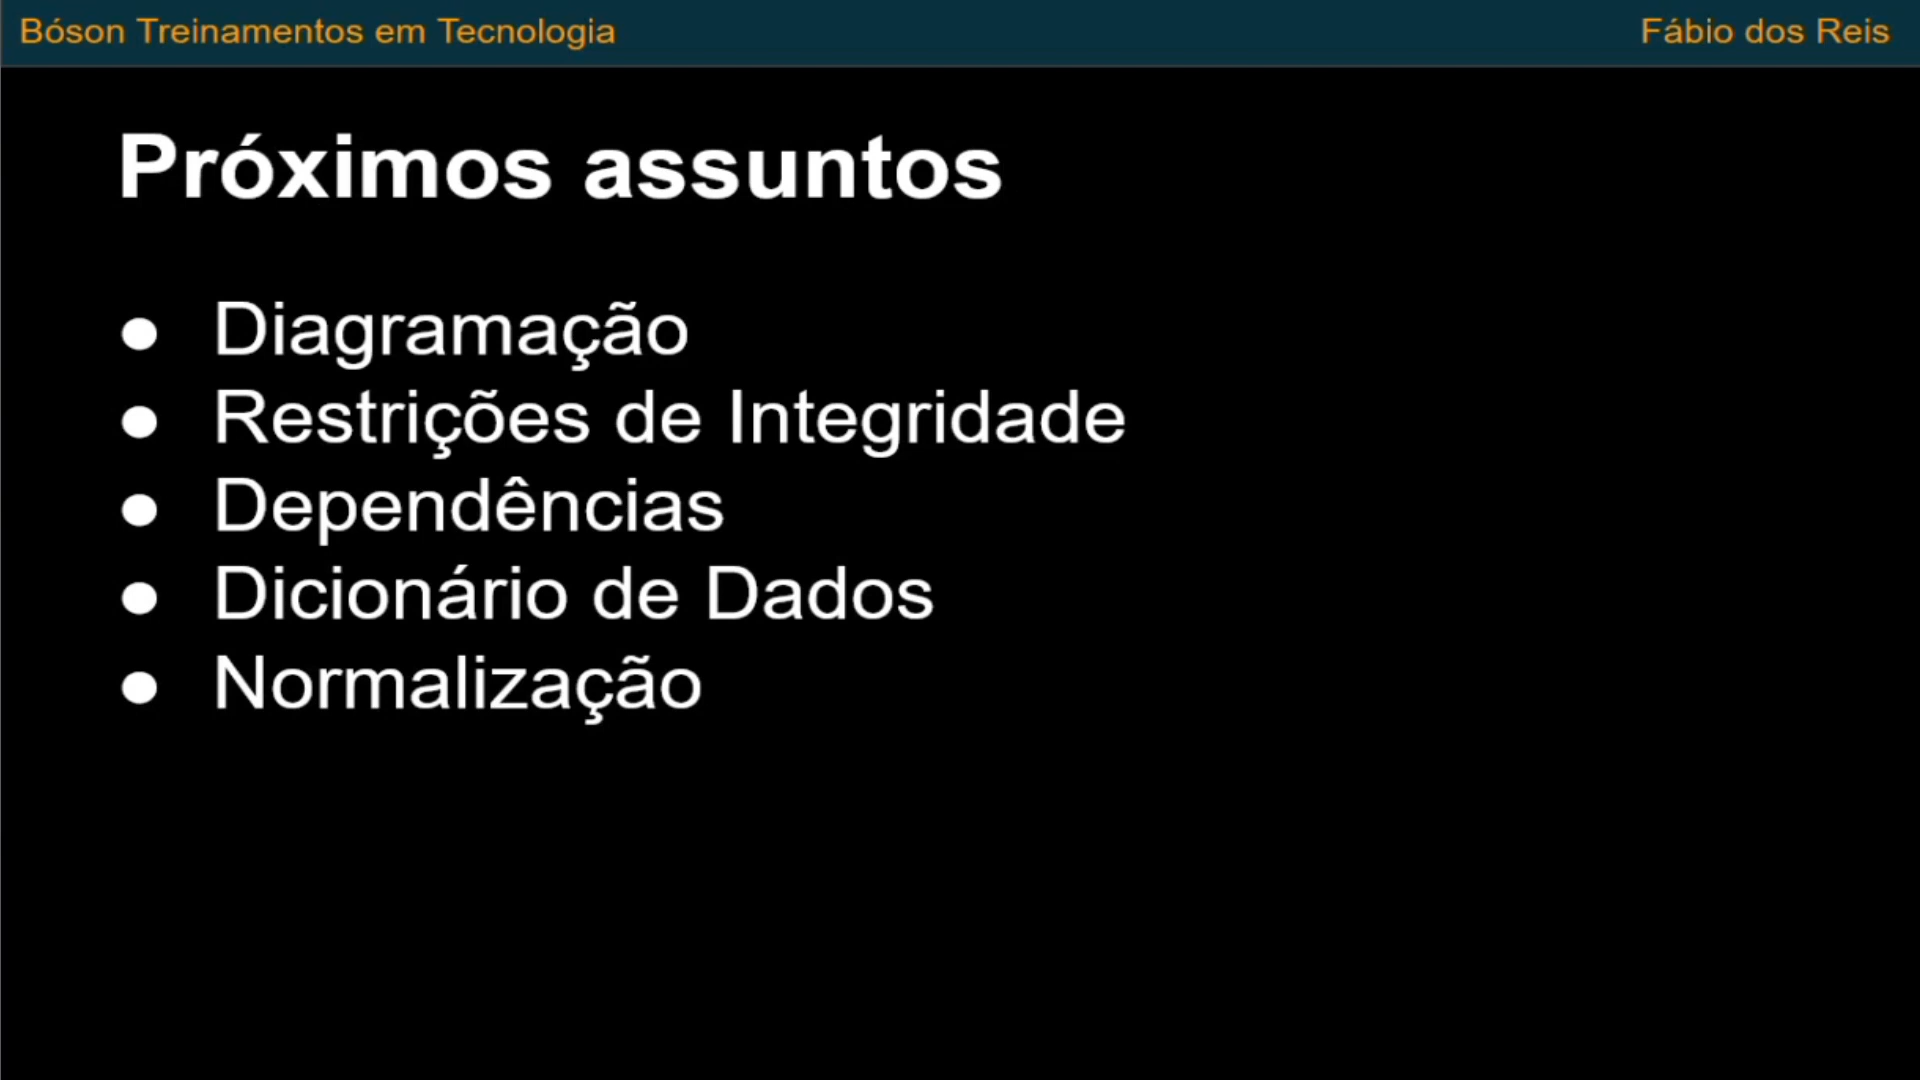 Bóson Treinamentos em Tecnologia
Fábio dos Reis
Próximos assuntos
● Diagramação
● Restrições de Integridade
● Dependências
● Dicionário de Dados
● Normalização